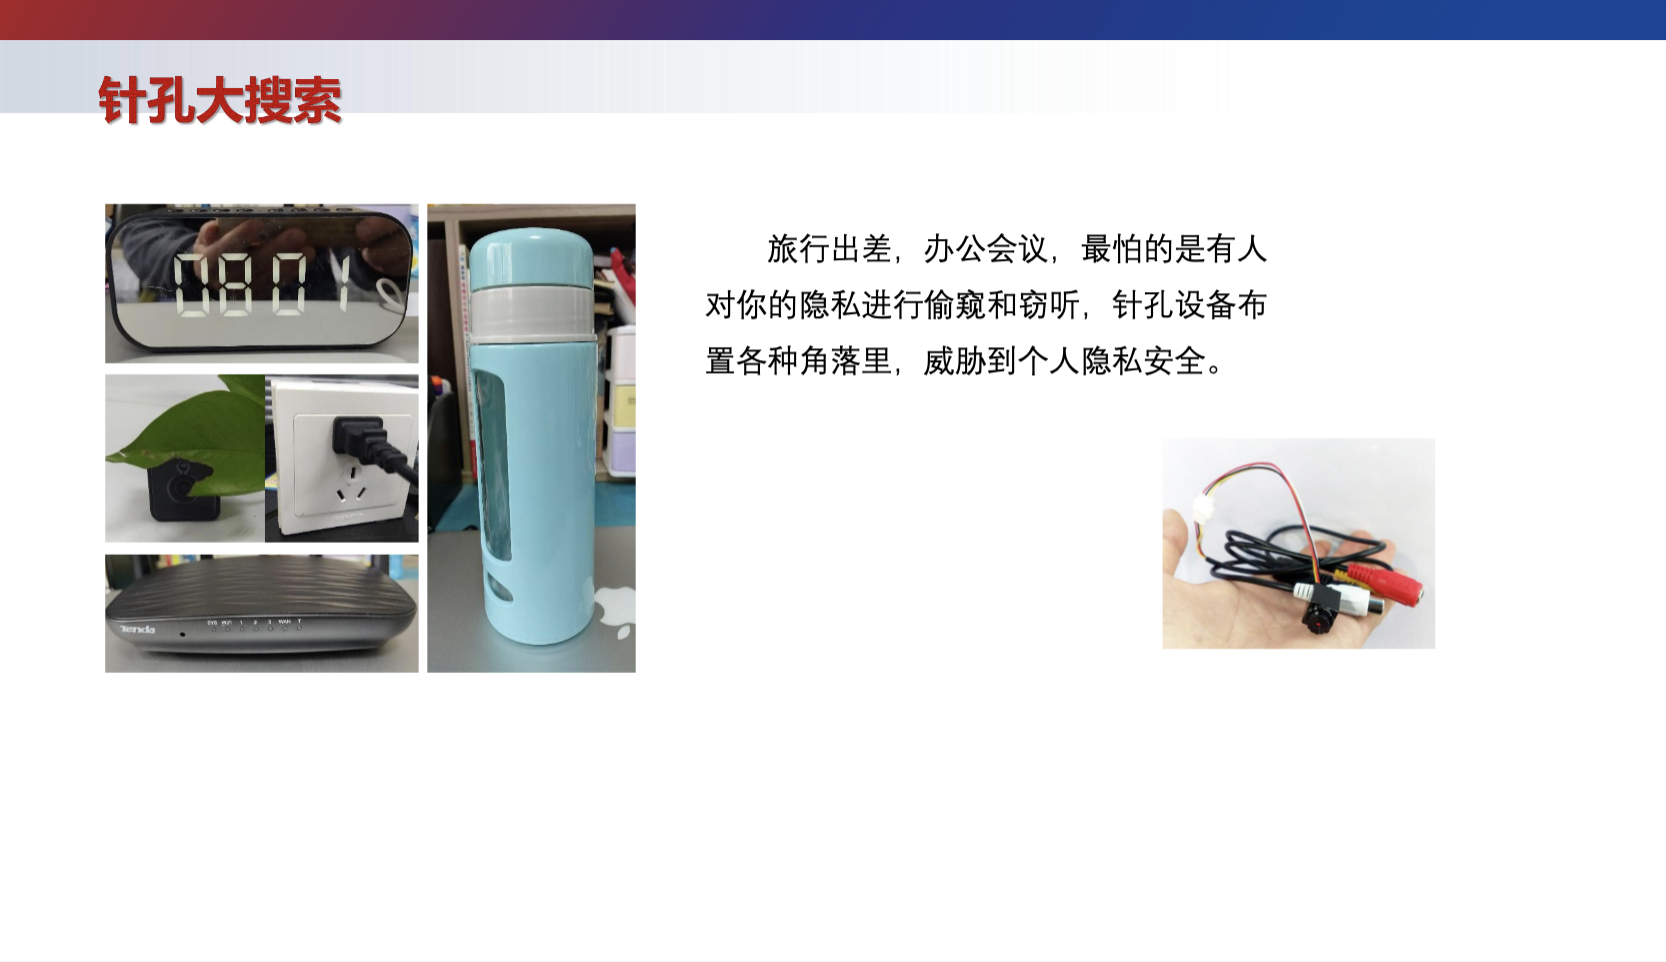 针孔大搜索
08:01
旅行出差，办公会议，最怕的是有人
对你的隐私进行偷窥和窃听，针孔设备布
置各种角落里，威胁到个人隐私安全。
Tenda
SYS WiFi 1 2 3 WAN